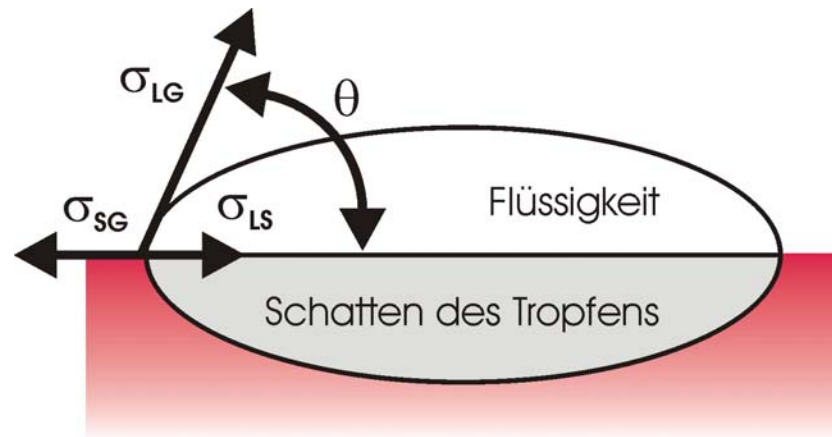 σLG
θ
σSG
σLS
Flüssigkeit
Schatten des Tropfens